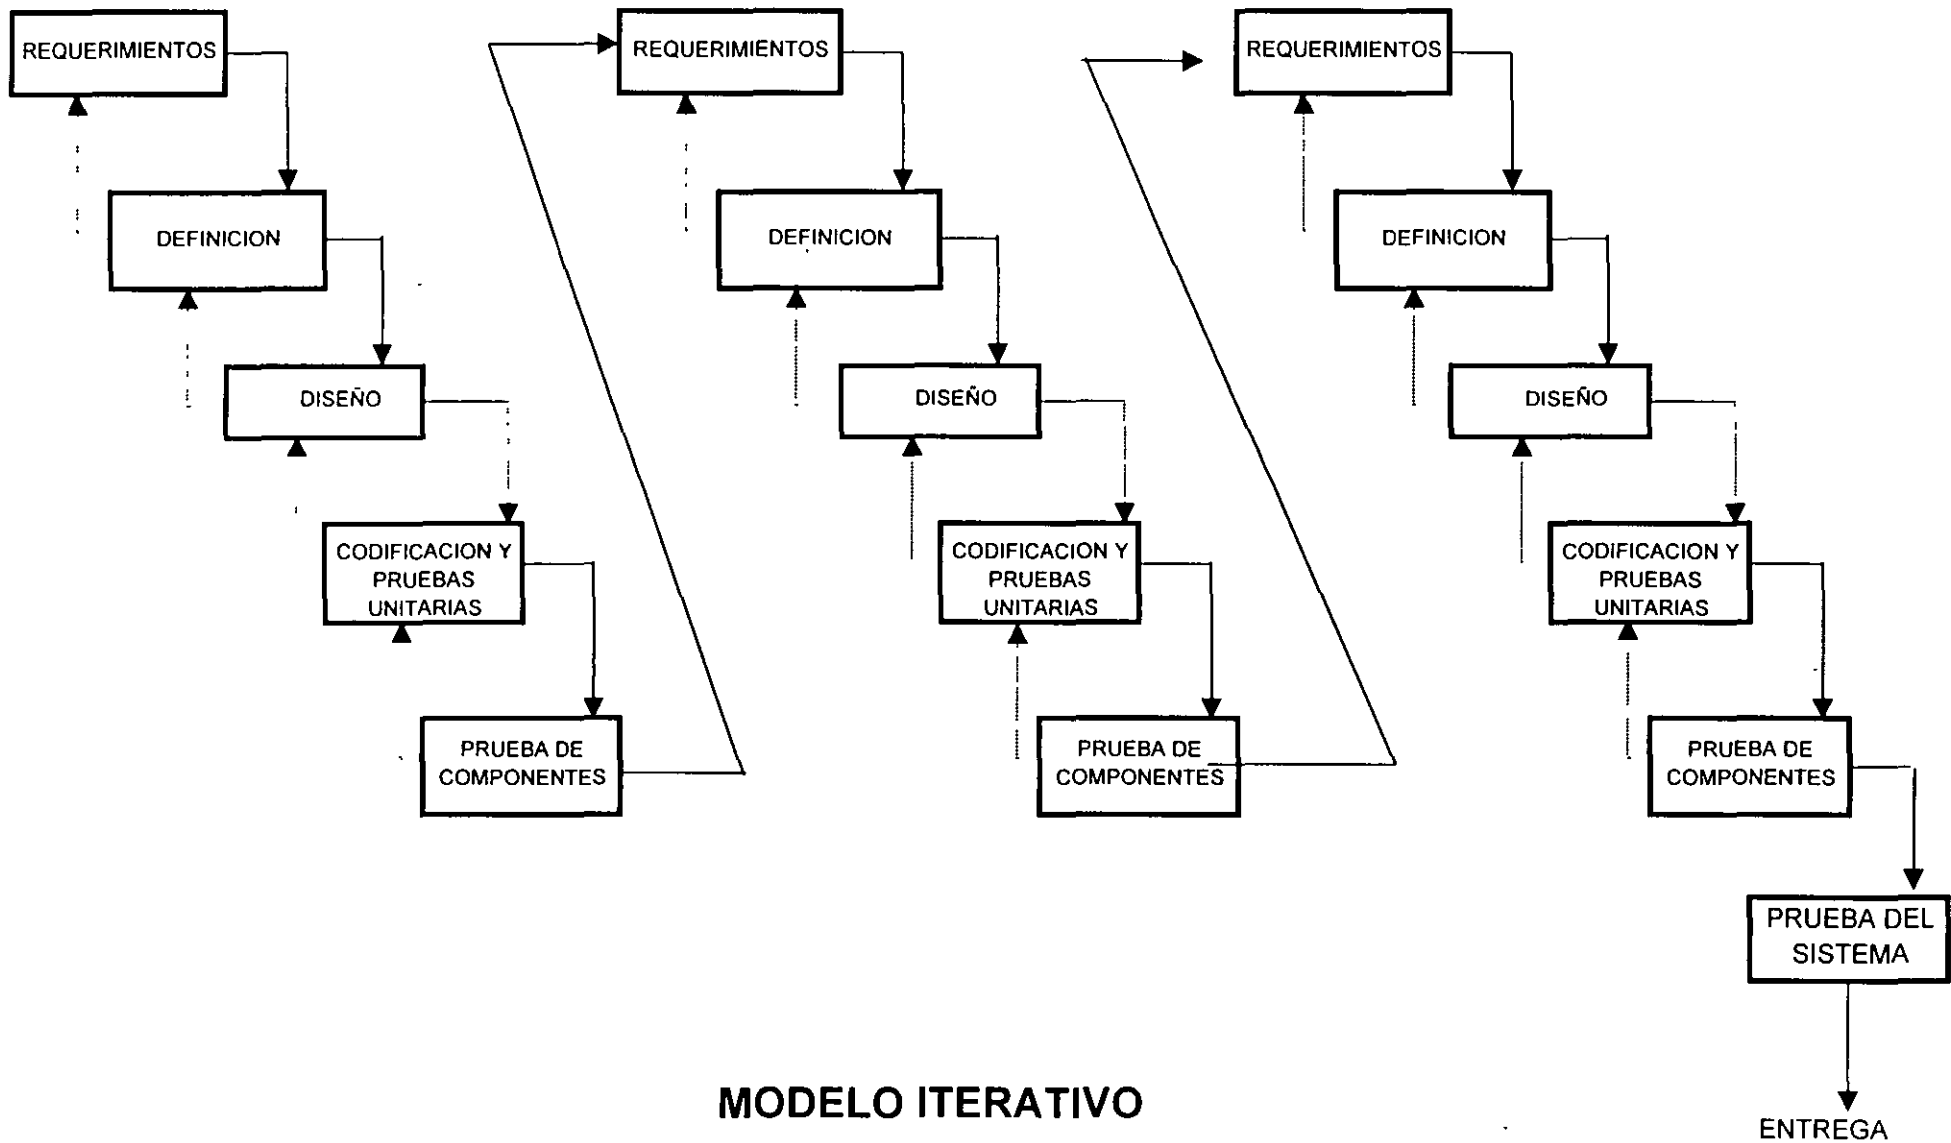 REQUERIMIENTOS
DEFINICION
DISEÑO
CODIFICACION Y
PRUEBAS
UNITARIAS
PRUEBA DE
COMPONENTES
REQUERIMIENTOS
DEFINICION
DISEÑO
CODIFICACION Y
PRUEBAS
UNITARIAS
PRUEBA DE
COMPONENTES
REQUERIMIENTOS
DEFINICION
DISEÑO
CODIFICACION Y
PRUEBAS
UNITARIAS
PRUEBA DE
COMPONENTES
PRUEBA DEL
SISTEMA
ENTREGA
MODELO ITERATIVO